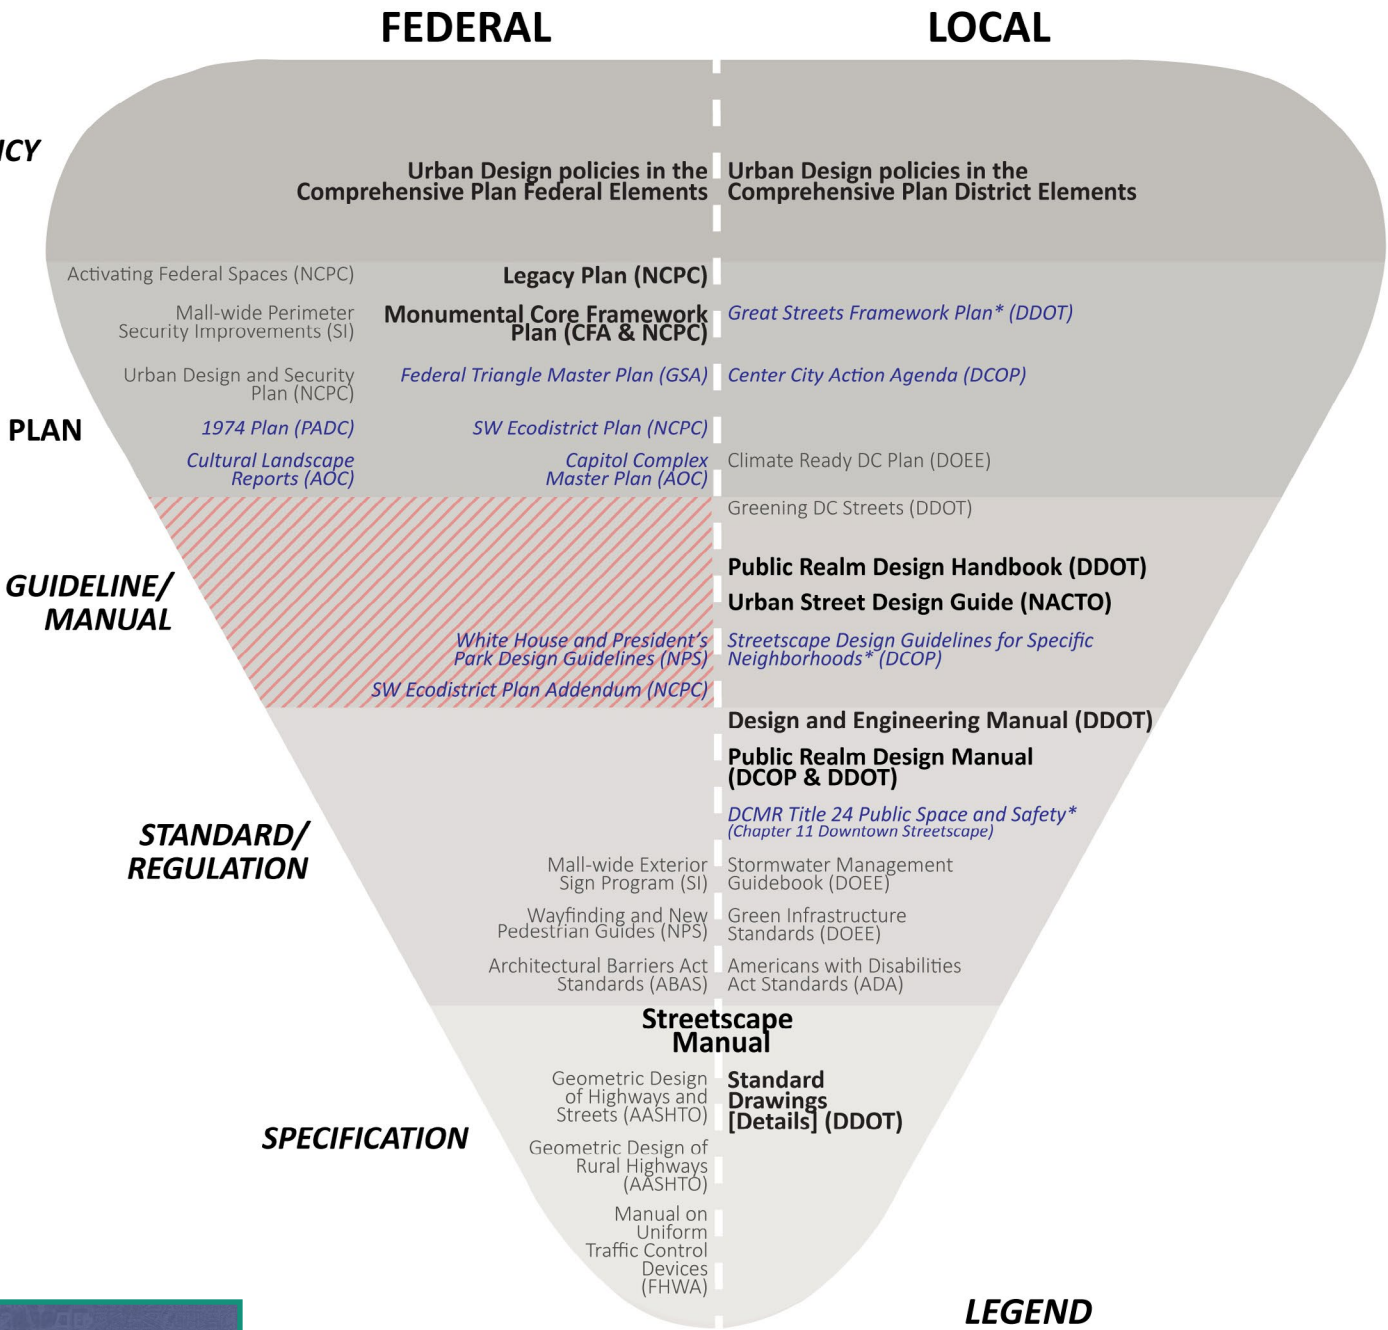 FEDERAL
LOCAL
ICY
Urban Design policies in the
Comprehensive Plan Federal Elements
Urban Design policies in the
Comprehensive Plan District Elements
PLAN
Activating Federal Spaces (NCPC)
Mall-wide Perimeter
Security Improvements (SI)
Urban Design and Security
Plan (NCPC)
1974 Plan (PADC)
Cultural Landscape
Reports (AOC)
Legacy Plan (NCPC)
Monumental Core Framework
Plan (CFA & NCPC)
Federal Triangle Master Plan (GSA)
SW Ecodistrict Plan (NCPC)
Capitol Complex
Master Plan (AOC)
Great Streets Framework Plan* (DDOT)
Center City Action Agenda (DCOP)
Climate Ready DC Plan (DOEE)
GUIDELINE/
MANUAL
White House and President's
Park Design Guidelines (NPS)
SW Ecodistrict Plan Addendum (NCPC)
Greening DC Streets (DDOT)
Public Realm Design Handbook (DDOT)
Urban Street Design Guide (NACTO)
Streetscape Design Guidelines for Specific
Neighborhoods* (DCOP)
STANDARD/
REGULATION
Mall-wide Exterior
Sign Program (SI)
Wayfinding and New
Pedestrian Guides (NPS)
Architectural Barriers Act
Standards (ABAS)
Design and Engineering Manual (DDOT)
Public Realm Design Manual
(DCOP & DDOT)
DCMR Title 24 Public Space and Safety*
(Chapter 11 Downtown Streetscape)
Stormwater Management
Guidebook (DOEE)
Green Infrastructure
Standards (DOEE)
Americans with Disabilities
Act Standards (ADA)
SPECIFICATION
Streetscape
Manual
Geometric Design
of Highways and
Streets (AASHTO)
Geometric Design of
Rural Highways
(AASHTO)
Manual on
Uniform
Traffic Control
Devices
(FHWA)
Standard
Drawings
[Details] (DDOT)
LEGEND